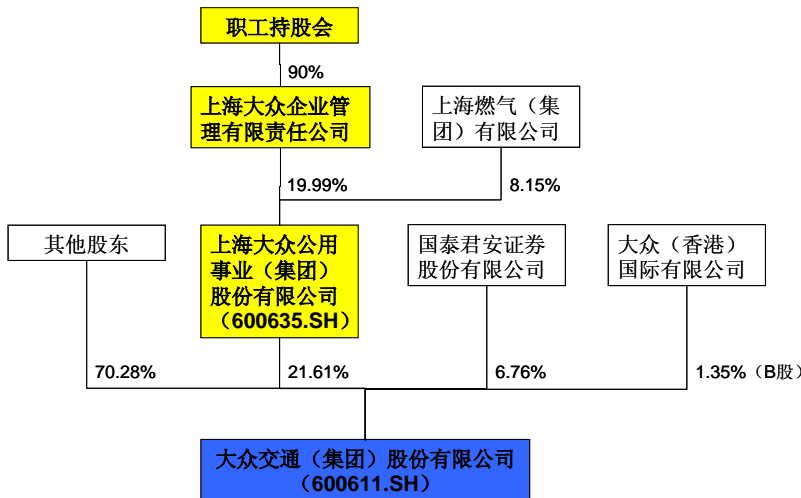 职工持股会
90%
上海大众企业管
理有限责任公司
上海燃气（集
团）有限公司
19.99%
8.15%
其他股东
上海大众公用
事业（集团）
股份有限公司
（600635.SH）
国泰君安证券
股份有限公司
大众（香港）
国际有限公司
70.28%
21.61%
6.76%
1.35%（B股）
大众交通（集团）股份有限公司
（600611.SH）